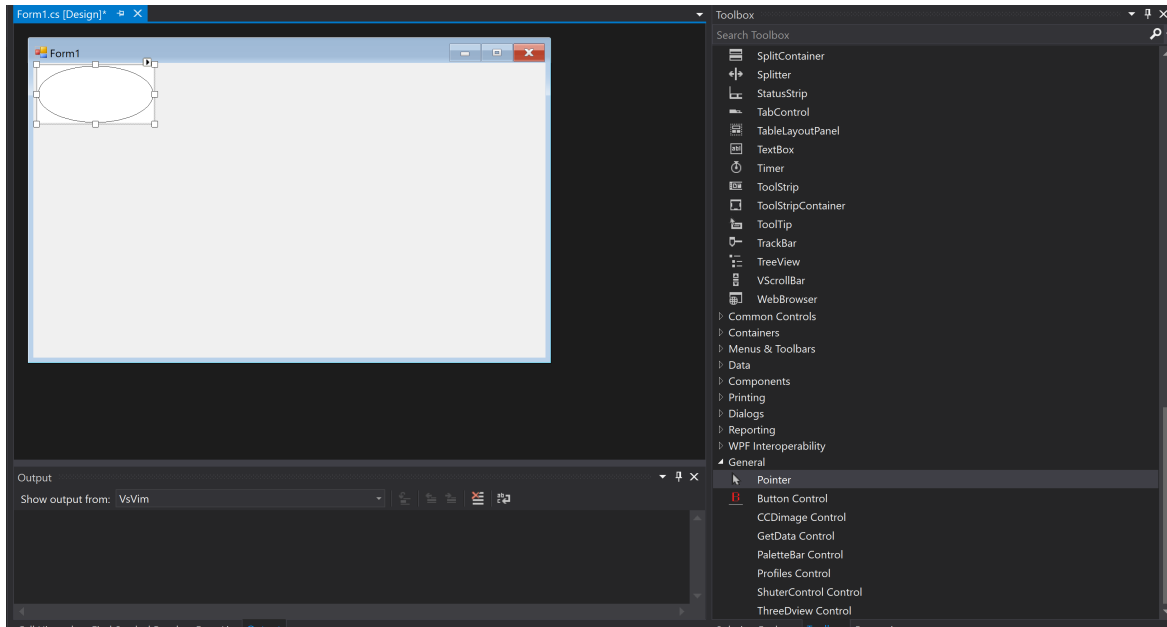 Form1.cs [Design]*
Form1
Output
Show output from: VsVim
Toolbox
Search Toolbox
SplitContainer
Splitter
StatusStrip
TabControl
TableLayoutPanel
TextBox
Timer
ToolStrip
ToolStripContainer
ToolTip
TrackBar
TreeView
VScrollBar
WebBrowser
Common Controls
Containers
Menus & Toolbars
Data
Components
Printing
Dialogs
Reporting
WPF Interoperability
General
Pointer
B Button Control
CCDimage Control
GetData Control
PaletteBar Control
Profiles Control
ShuterControl Control
ThreeDview Control